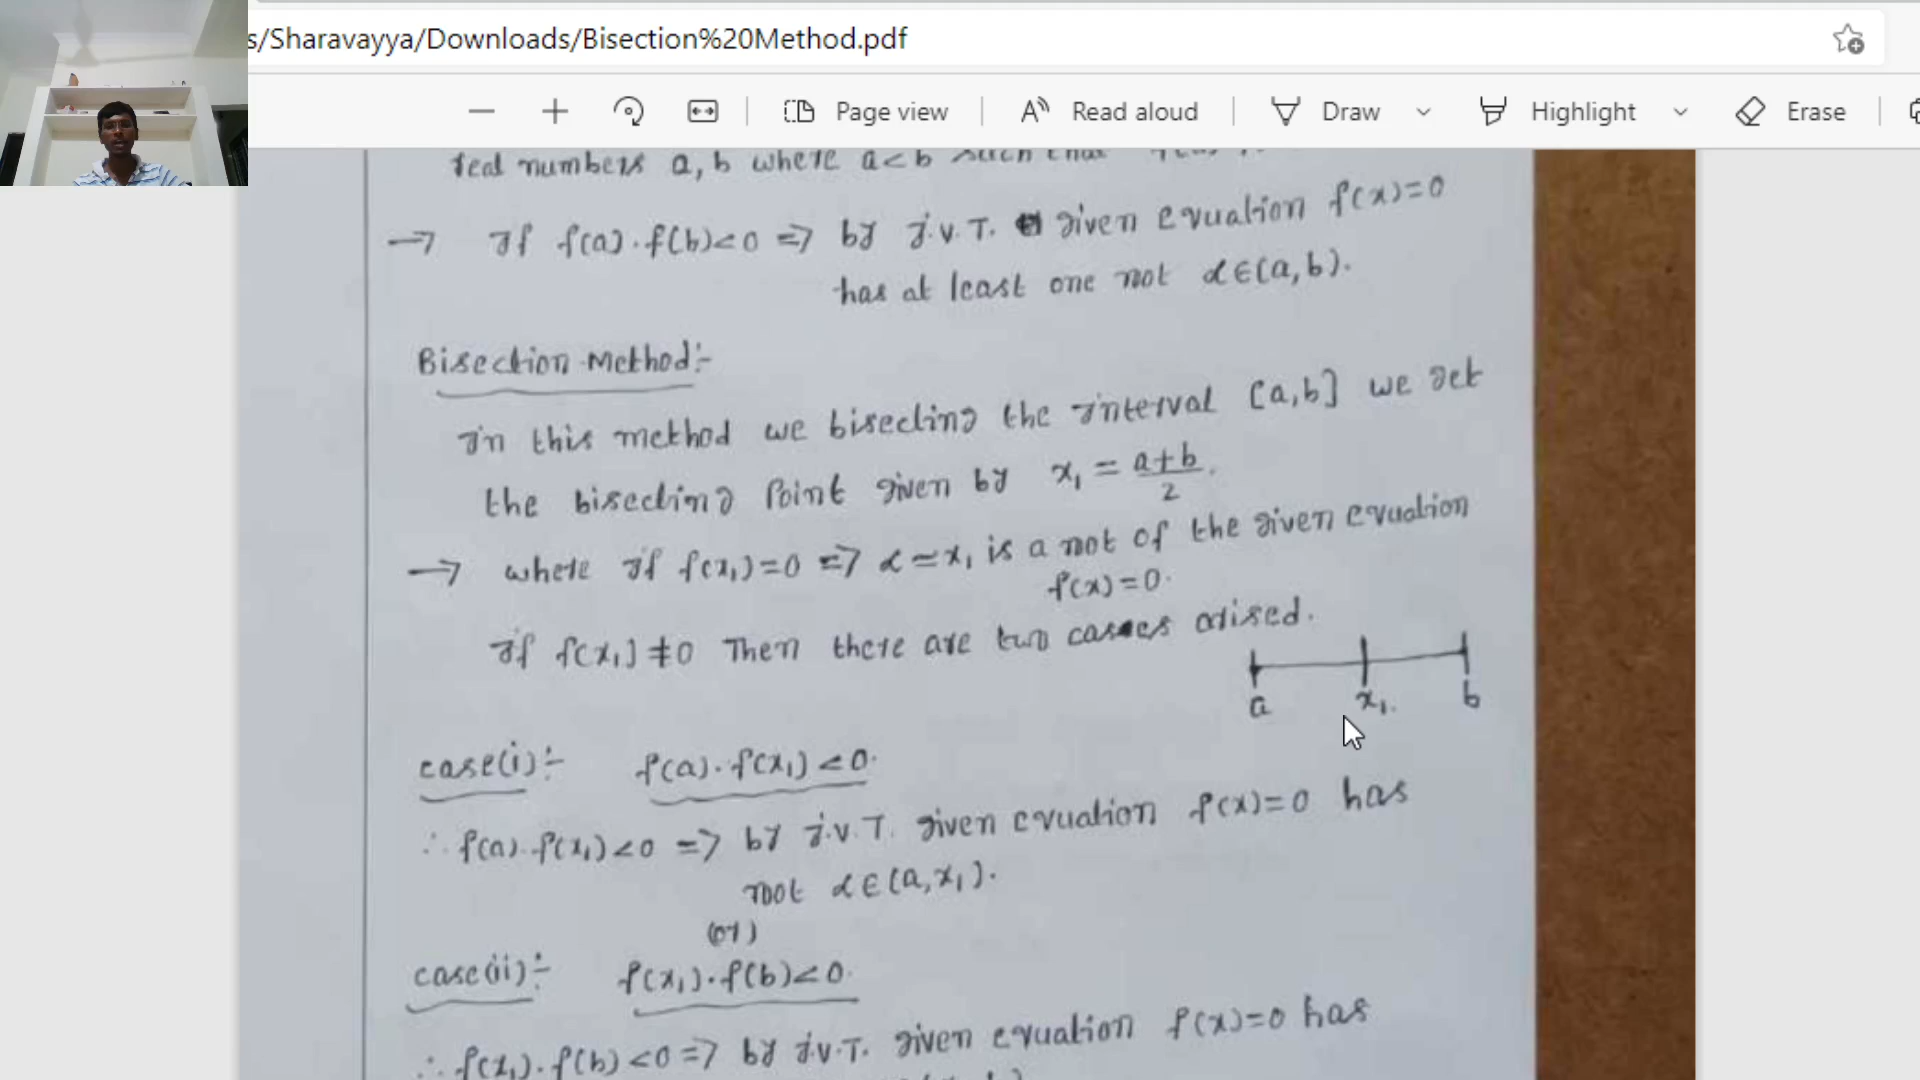 s/Sharavayya/Downloads/Bisection%20Method.pdf
Page view Read aloud Draw Highlight Erase
real numbers a, b where a<b such that
→ If f(a).f(b)<0 => by I.V.T. given equation f(x)=0
has at least one root α∈(a,b).
Bisection Method:-
In this method we bisecting the interval [a,b] we get
the bisecting Point given by x₁ = a+b/2.
→ where if f(x₁)=0 => α=x₁ is a root of the given equation
f(x)=0.
If f(x₁)≠0 Then there are two cases arised.
a x₁. b
case(i):- f(a).f(x₁)<0.
∴ f(a).f(x₁)<0 => by I.V.T. given equation f(x)=0 has
root α∈(a,x₁).
(or)
case(ii):- f(x₁).f(b)<0.
∴ f(x₁).f(b)<0 => by I.V.T. given equation f(x)=0 has